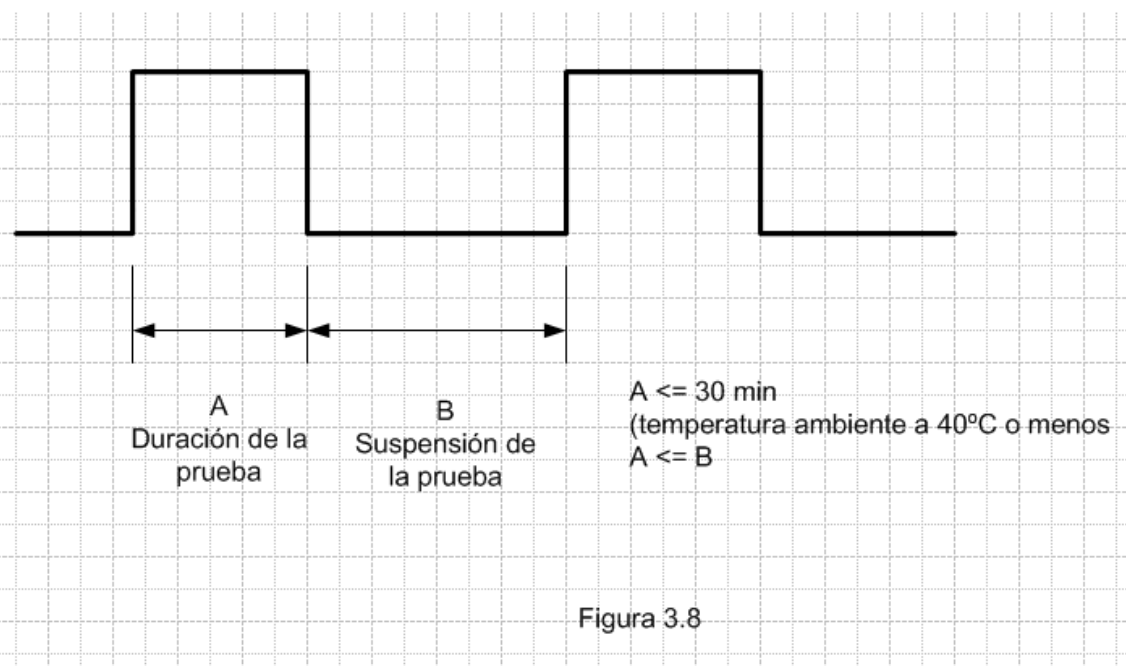 A
Duración de la
prueba
B
Suspensión de
la prueba
A <= 30 min
(temperatura ambiente a 40ºC o menos
A <= B
Figura 3.8